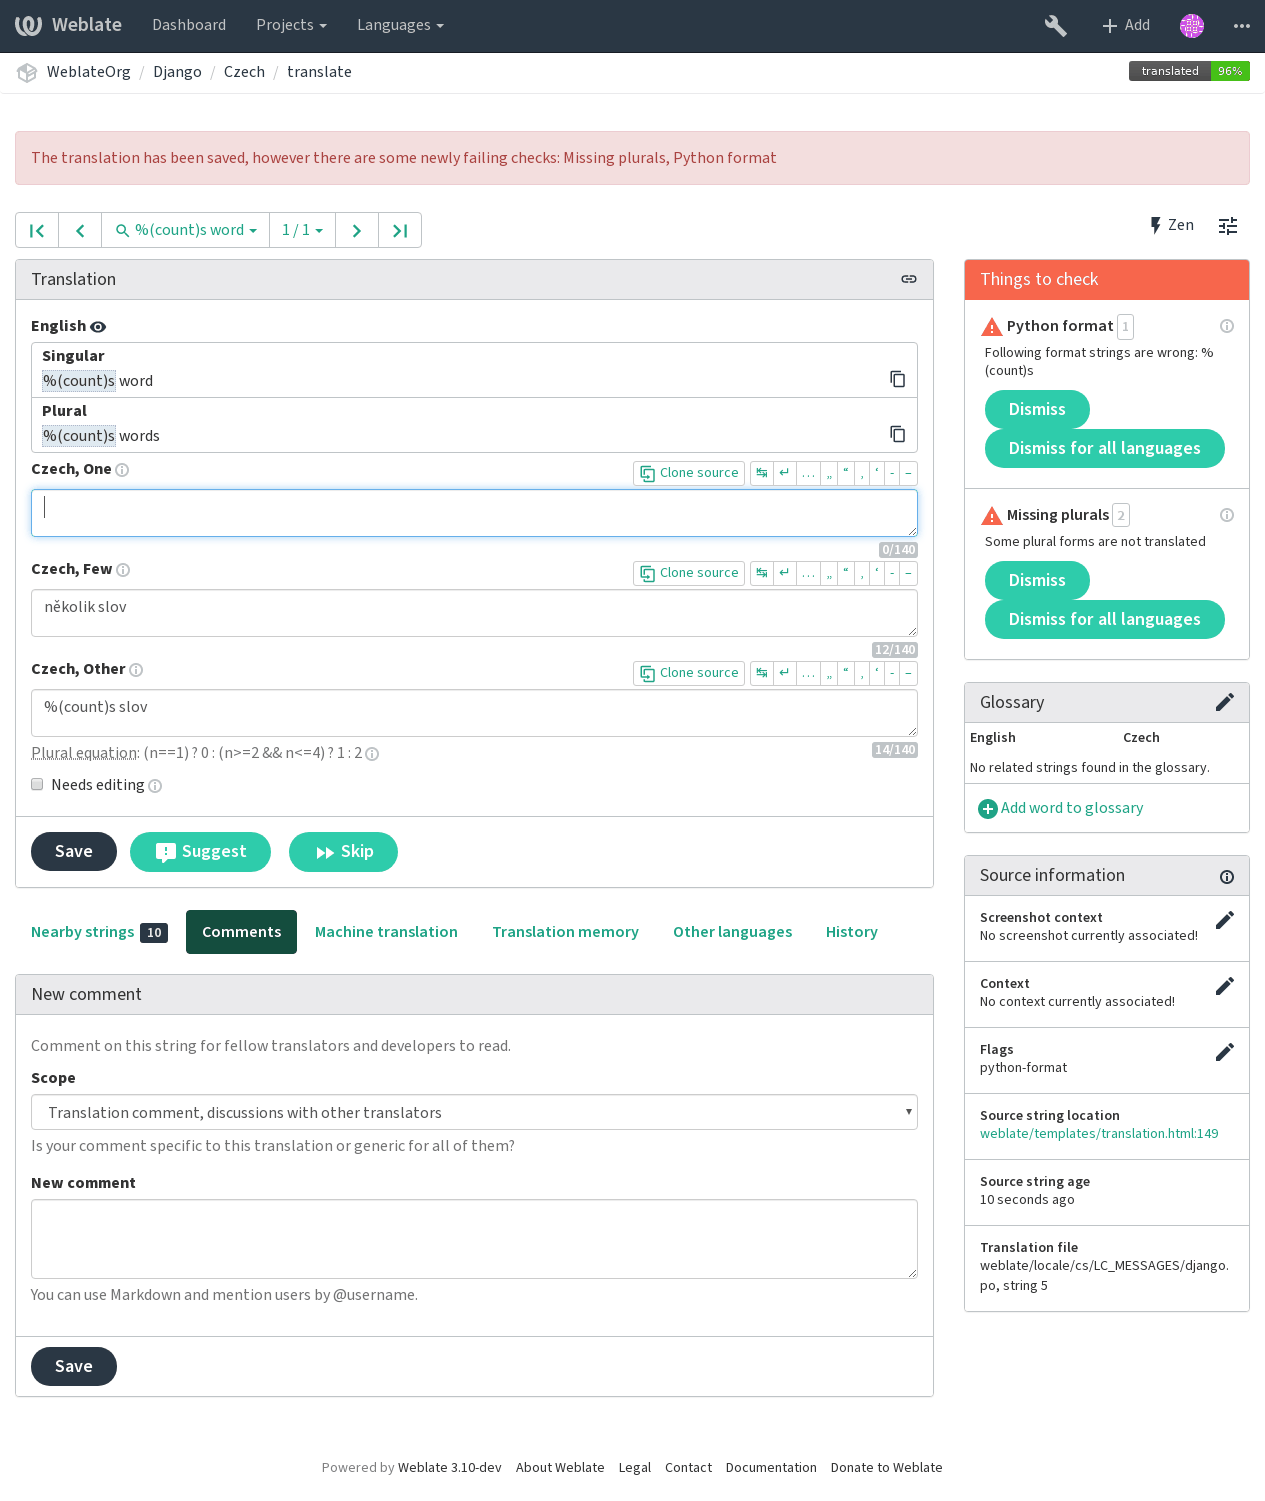 Weblate Dashboard Projects Languages Add
WeblateOrg / Django / Czech / translate translated 96%
The translation has been saved, however there are some newly failing checks: Missing plurals, Python format
%(count)s word 1 / 1 Zen
Translation
English
Singular
%(count)s word
Plural
%(count)s words
Czech, One Clone source ↹ ↵ … „ “ ‚ ‘ - –
0/140
Czech, Few Clone source ↹ ↵ … „ “ ‚ ‘ - –
několik slov
12/140
Czech, Other Clone source ↹ ↵ … „ “ ‚ ‘ - –
%(count)s slov
14/140
Plural equation: (n==1) ? 0 : (n>=2 && n<=4) ? 1 : 2
Needs editing
Save Suggest Skip
Nearby strings 10 Comments Machine translation Translation memory Other languages History
New comment
Comment on this string for fellow translators and developers to read.
Scope
Translation comment, discussions with other translators
Is your comment specific to this translation or generic for all of them?
New comment
You can use Markdown and mention users by @username.
Save
Things to check
Python format 1
Following format strings are wrong: %
(count)s
Dismiss
Dismiss for all languages
Missing plurals 2
Some plural forms are not translated
Dismiss
Dismiss for all languages
Glossary
English Czech
No related strings found in the glossary.
Add word to glossary
Source information
Screenshot context
No screenshot currently associated!
Context
No context currently associated!
Flags
python-format
Source string location
weblate/templates/translation.html:149
Source string age
10 seconds ago
Translation file
weblate/locale/cs/LC_MESSAGES/django.
po, string 5
Powered by Weblate 3.10-dev About Weblate Legal Contact Documentation Donate to Weblate